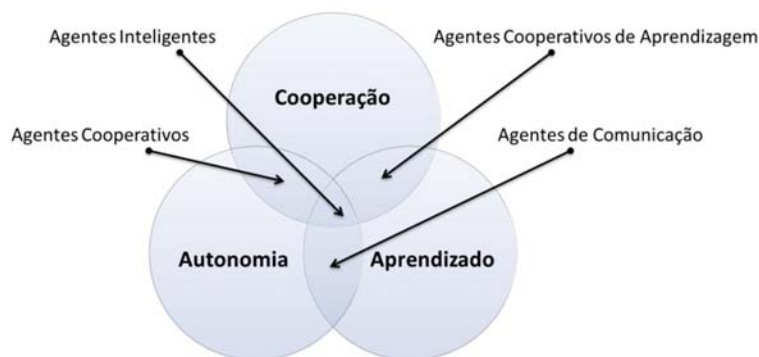 Agentes Inteligentes
Agentes Cooperativos de Aprendizagem
Cooperação
Agentes Cooperativos
Agentes de Comunicação
Autonomia
Aprendizado